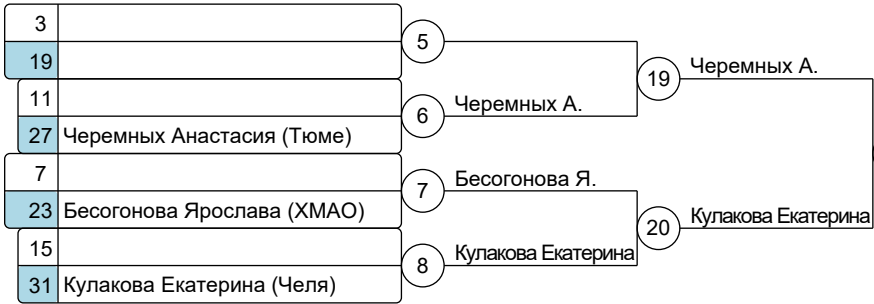 3
5
19
19 Черемных А.
11
6 Черемных А.
27 Черемных Анастасия (Тюме)
7
7 Бесогонова Я.
23 Бесогонова Ярослава (ХМАО)
20 Кулакова Екатерина
15
8 Кулакова Екатерина
31 Кулакова Екатерина (Челя)